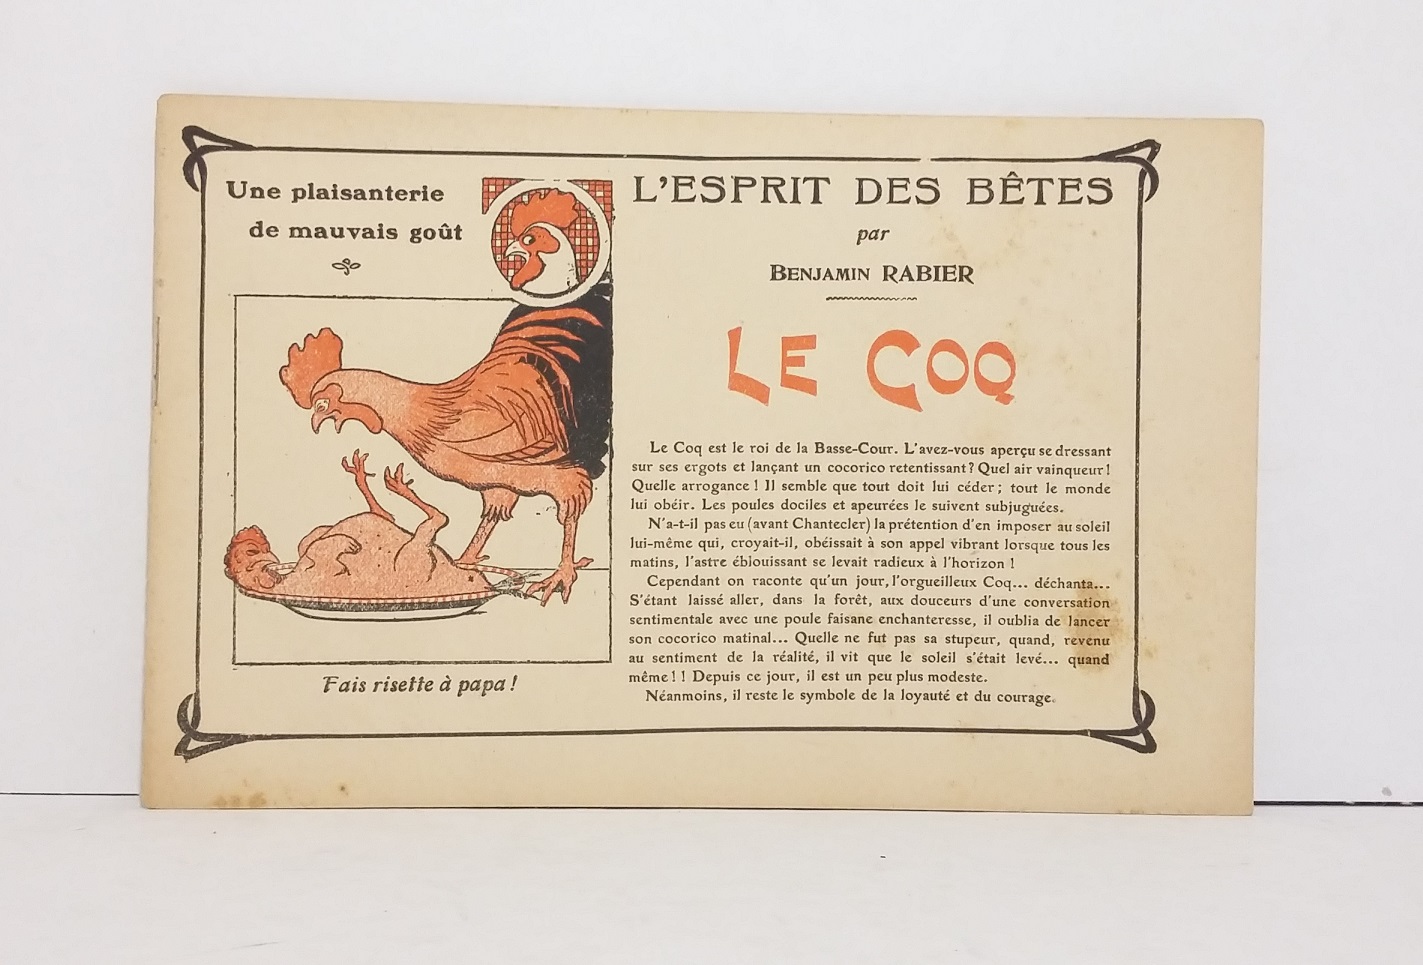 Une plaisanterie
de mauvais goût
Fais risette à papa !
L'ESPRIT DES BÊTES
par
BENJAMIN RABIER
LE COQ
Le Coq est le roi de la Basse-Cour. L'avez-vous aperçu se dressant
sur ses ergots et lançant un cocorico retentissant ? Quel air vainqueur !
Quelle arrogance ! Il semble que tout doit lui céder ; tout le monde
lui obéir. Les poules dociles et apeurées le suivent subjuguées.
N'a-t-il pas eu (avant Chantecler) la prétention d'en imposer au soleil
lui-même qui, croyait-il, obéissait à son appel vibrant lorsque tous les
matins, l'astre éblouissant se levait radieux à l'horizon !
Cependant on raconte qu'un jour, l'orgueilleux Coq... déchanta...
S'étant laissé aller, dans la forêt, aux douceurs d'une conversation
sentimentale avec une poule faisane enchanteresse, il oublia de lancer
son cocorico matinal... Quelle ne fut pas sa stupeur, quand, revenu
au sentiment de la réalité, il vit que le soleil s'était levé... quand
même ! ! Depuis ce jour, il est un peu plus modeste.
Néanmoins, il reste le symbole de la loyauté et du courage.